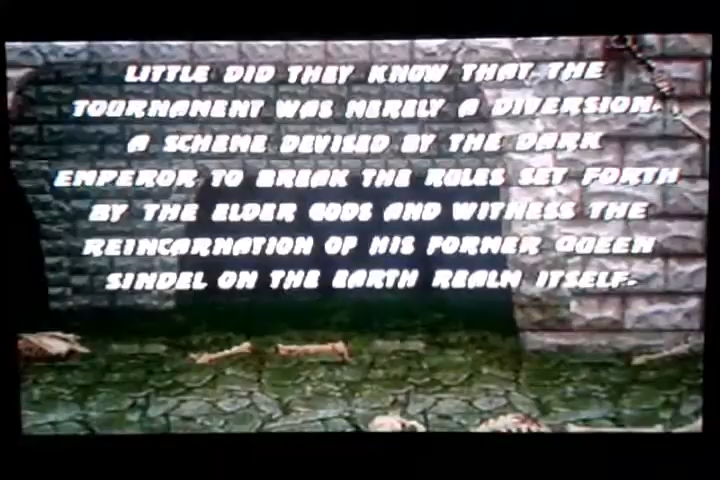 LITTLE DID THEY KNOW THAT THE
TOURNAMENT WAS MERELY A DIVERSION.
A SCHEME DEVISED BY THE DARK
EMPEROR TO BREAK THE RULES SET FORTH
BY THE ELDER GODS AND WITNESS THE
REINCARNATION OF HIS FORMER QUEEN
SINDEL ON THE EARTH REALM ITSELF.